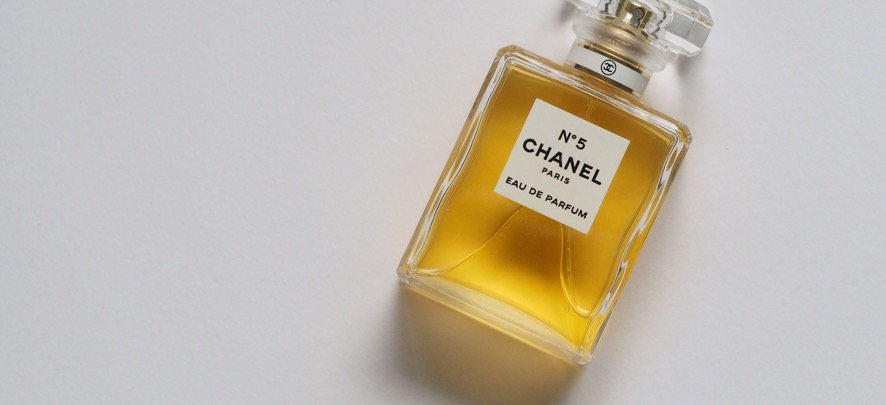 N°5
CHANEL
PARIS
EAU DE PARFUM